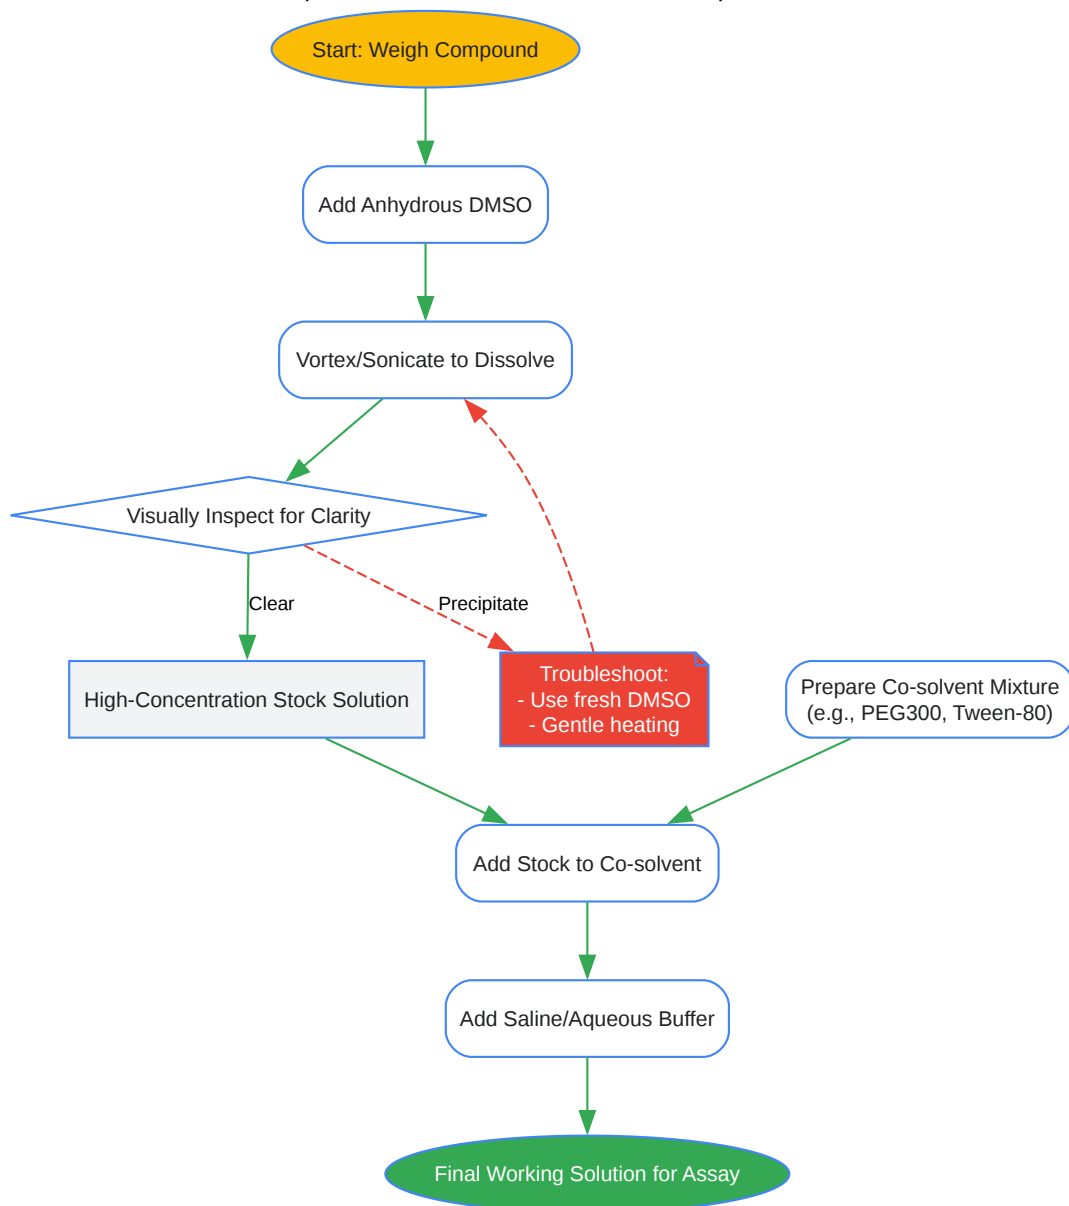 Start: Weigh Compound
Add Anhydrous DMSO
Vortex/Sonicate to Dissolve
Visually Inspect for Clarity
Clear
Precipitate
High-Concentration Stock Solution
Troubleshoot:
- Use fresh DMSO
- Gentle heating
Prepare Co-solvent Mixture
(e.g., PEG300, Tween-80)
Add Stock to Co-solvent
Add Saline/Aqueous Buffer
Final Working Solution for Assay